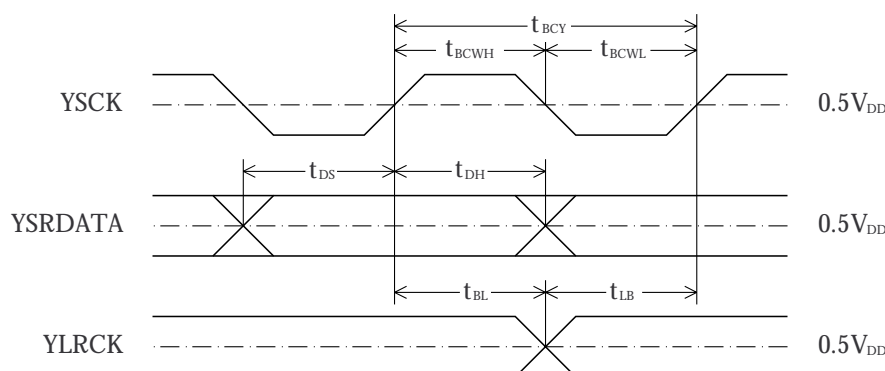 tBCY
tBCWH tBCWL
YSCK 0.5VDD
tDS tDH
YSRDATA 0.5VDD
tBL tLB
YLRCK 0.5VDD